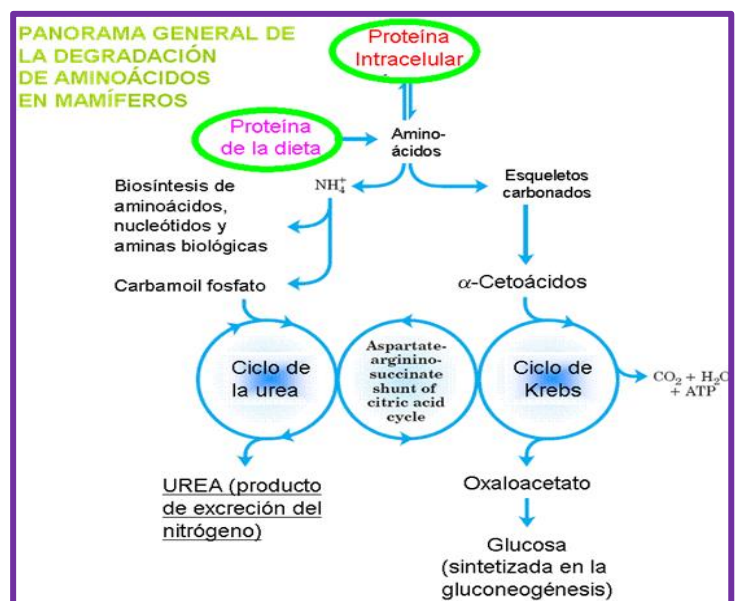 PANORAMA GENERAL DE
LA DEGRADACIÓN
DE AMINOÁCIDOS
EN MAMÍFEROS
Proteína
Intracelular
Proteína
de la dieta
Amino-
ácidos
Esqueletos
carbonados
NH₄⁺
Biosíntesis de
aminoácidos,
nucleótidos y
aminas biológicas
Carbamoil fosfato
α-Cetoácidos
Ciclo de
la urea
Aspartate-
arginino-
succinate
shunt of
citric acid
cycle
Ciclo de
Krebs
CO₂ + H₂O
+ ATP
UREA (producto
de excreción del
nitrógeno)
Oxaloacetato
Glucosa
(sintetizada en la
gluconeogénesis)